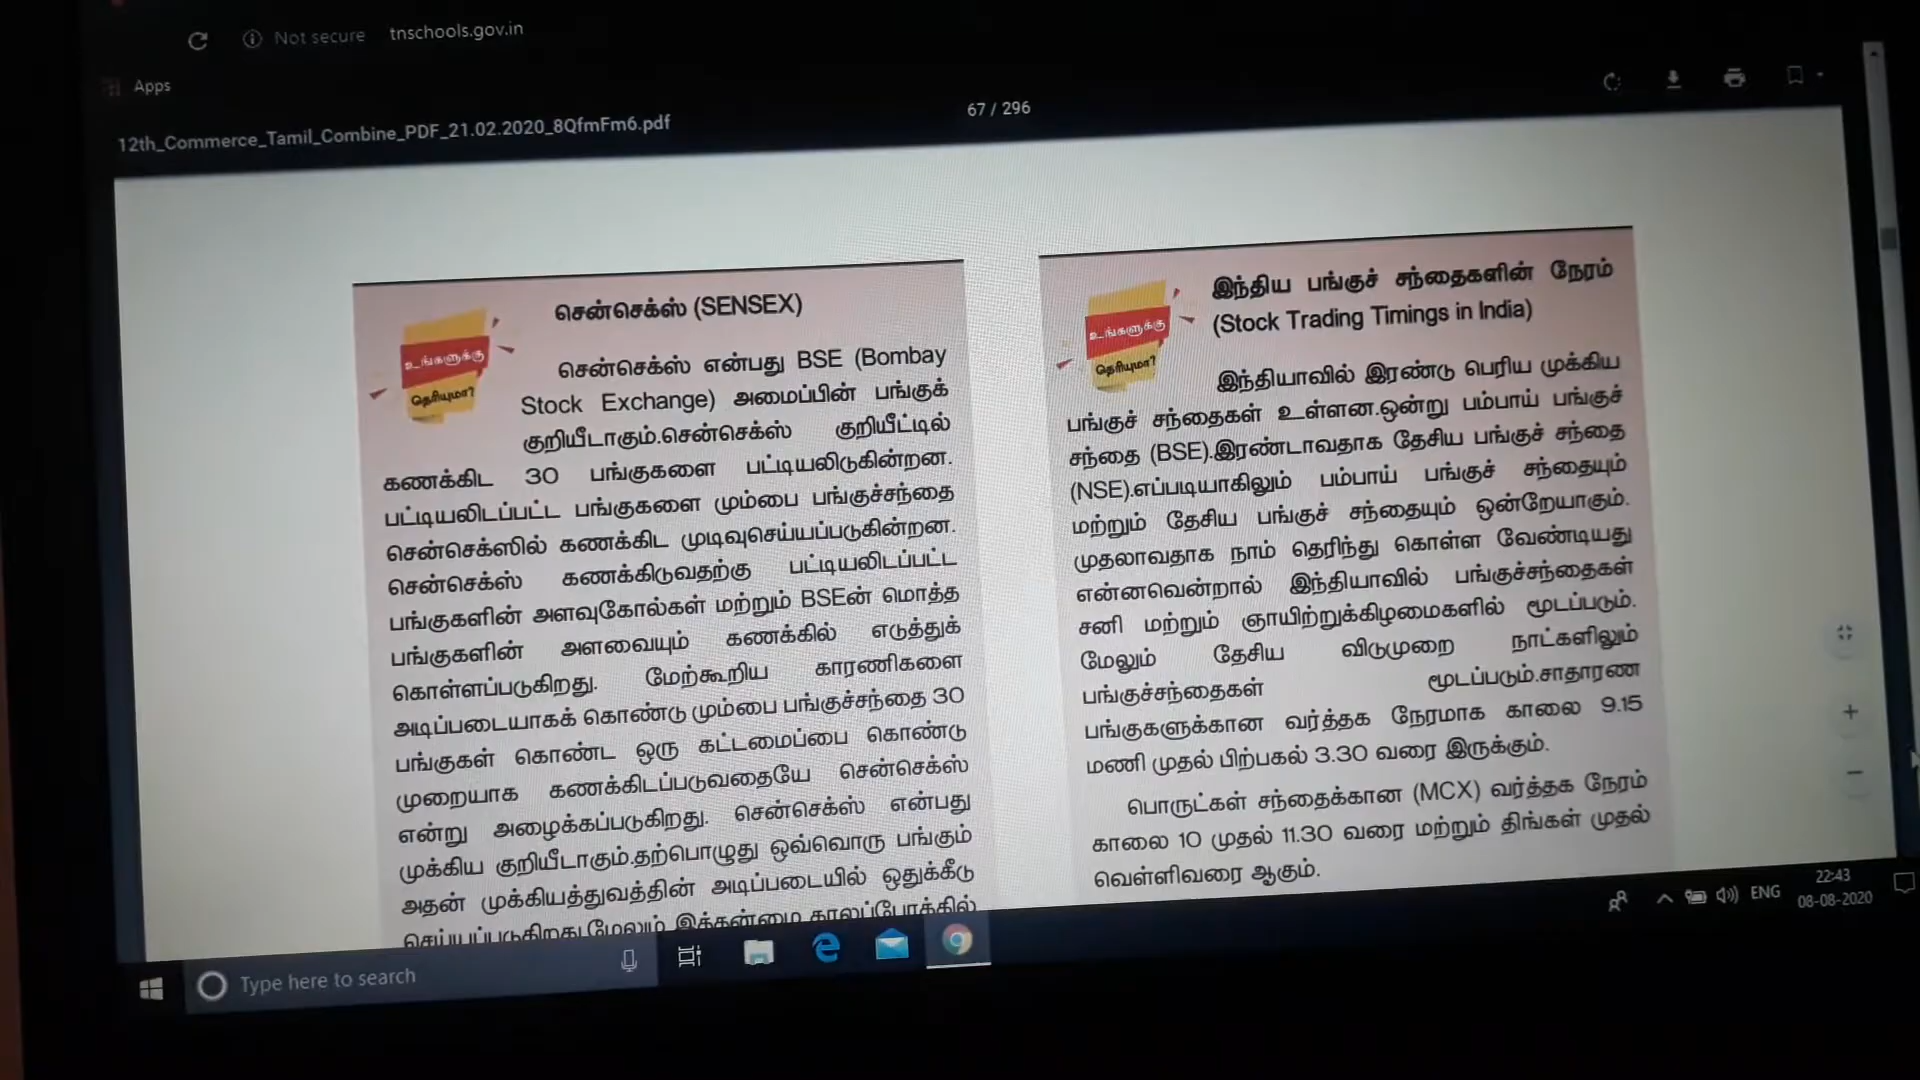 Not secure tnschools.gov.in
Apps
12th_Commerce_Tamil_Combine_PDF_21.02.2020_8QfmFm6.pdf
67 / 296
உங்களுக்கு
தெரியுமா?
சென்செக்ஸ் (SENSEX)
சென்செக்ஸ் என்பது BSE (Bombay
Stock Exchange) அமைப்பின் பங்குக்
குறியீடாகும்.சென்செக்ஸ் குறியீட்டில்
கணக்கிட 30 பங்குகளை பட்டியலிடுகின்றன.
பட்டியலிடப்பட்ட பங்குகளை மும்பை பங்குச்சந்தை
சென்செக்ஸில் கணக்கிட முடிவுசெய்யப்படுகின்றன.
சென்செக்ஸ் கணக்கிடுவதற்கு பட்டியலிடப்பட்ட
பங்குகளின் அளவுகோல்கள் மற்றும் BSEன் மொத்த
பங்குகளின் அளவையும் கணக்கில் எடுத்துக்
கொள்ளப்படுகிறது. மேற்கூறிய காரணிகளை
அடிப்படையாகக் கொண்டு மும்பை பங்குச்சந்தை 30
பங்குகள் கொண்ட ஒரு கட்டமைப்பை கொண்டு
முறையாக கணக்கிடப்படுவதையே சென்செக்ஸ்
என்று அழைக்கப்படுகிறது. சென்செக்ஸ் என்பது
முக்கிய குறியீடாகும்.தற்பொழுது ஒவ்வொரு பங்கும்
அதன் முக்கியத்துவத்தின் அடிப்படையில் ஒதுக்கீடு
செய்யப்படுகிறது.மேலும் இத்தன்மை காலப்போக்கில்
உங்களுக்கு
தெரியுமா?
இந்திய பங்குச் சந்தைகளின் நேரம்
(Stock Trading Timings in India)
இந்தியாவில் இரண்டு பெரிய முக்கிய
பங்குச் சந்தைகள் உள்ளன.ஒன்று பம்பாய் பங்குச்
சந்தை (BSE).இரண்டாவதாக தேசிய பங்குச் சந்தை
(NSE).எப்படியாகிலும் பம்பாய் பங்குச் சந்தையும்
மற்றும் தேசிய பங்குச் சந்தையும் ஒன்றேயாகும்.
முதலாவதாக நாம் தெரிந்து கொள்ள வேண்டியது
என்னவென்றால் இந்தியாவில் பங்குச்சந்தைகள்
சனி மற்றும் ஞாயிற்றுக்கிழமைகளில் மூடப்படும்.
மேலும் தேசிய விடுமுறை நாட்களிலும்
பங்குச்சந்தைகள் மூடப்படும்.சாதாரண
பங்குகளுக்கான வர்த்தக நேரமாக காலை 9.15
மணி முதல் பிற்பகல் 3.30 வரை இருக்கும்.
பொருட்கள் சந்தைக்கான (MCX) வர்த்தக நேரம்
காலை 10 முதல் 11.30 வரை மற்றும் திங்கள் முதல்
வெள்ளிவரை ஆகும்.
Type here to search
ENG
22:43
08-08-2020